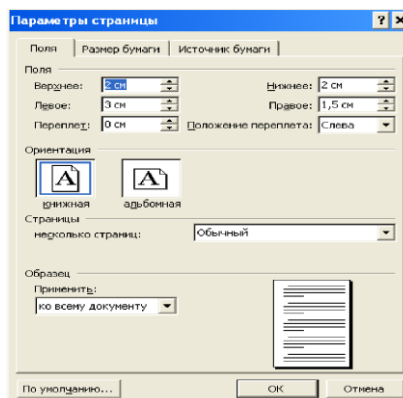 Параметры страницы
Поля Размер бумаги Источник бумаги
Поля
Верхнее: 2 см Нижнее: 2 см
Левое: 3 см Правое: 1,5 см
Переплет: 0 см Положение переплета: Слева
Ориентация
книжная альбомная
Страницы
несколько страниц: Обычный
Образец
Применить:
ко всему документу
По умолчанию... ОК Отмена